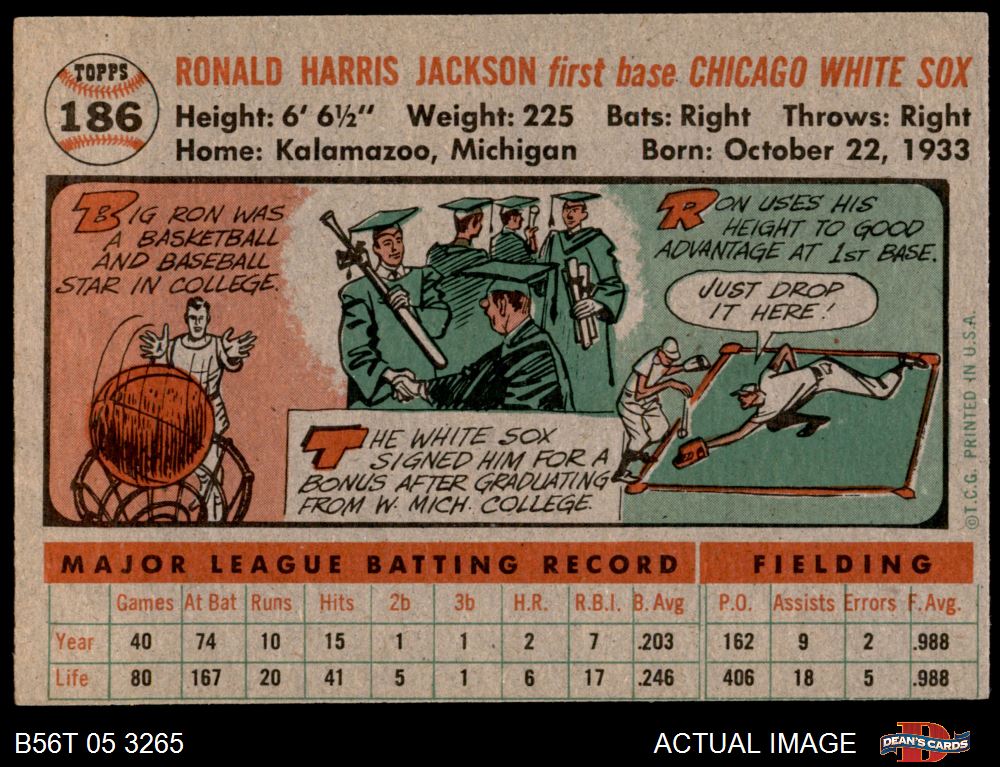 TOPPS
186
RONALD HARRIS JACKSON first base CHICAGO WHITE SOX
Height: 6' 6½" Weight: 225 Bats: Right Throws: Right
Home: Kalamazoo, Michigan Born: October 22, 1933
BIG RON WAS
A BASKETBALL
AND BASEBALL
STAR IN COLLEGE.
THE WHITE SOX
SIGNED HIM FOR A
BONUS AFTER GRADUATING
FROM W. MICH. COLLEGE.
RON USES HIS
HEIGHT TO GOOD
ADVANTAGE AT 1ST BASE.
JUST DROP
IT HERE!
©T.C.G. PRINTED IN U.S.A.
MAJOR LEAGUE BATTING RECORD FIELDING
Games At Bat Runs Hits 2b 3b H.R. R.B.I. B. Avg P.O. Assists Errors F. Avg.
Year 40 74 10 15 1 1 2 7 .203 162 9 2 .988
Life 80 167 20 41 5 1 6 17 .246 406 18 5 .988
B56T 05 3265 ACTUAL IMAGE
DEAN'S CARDS